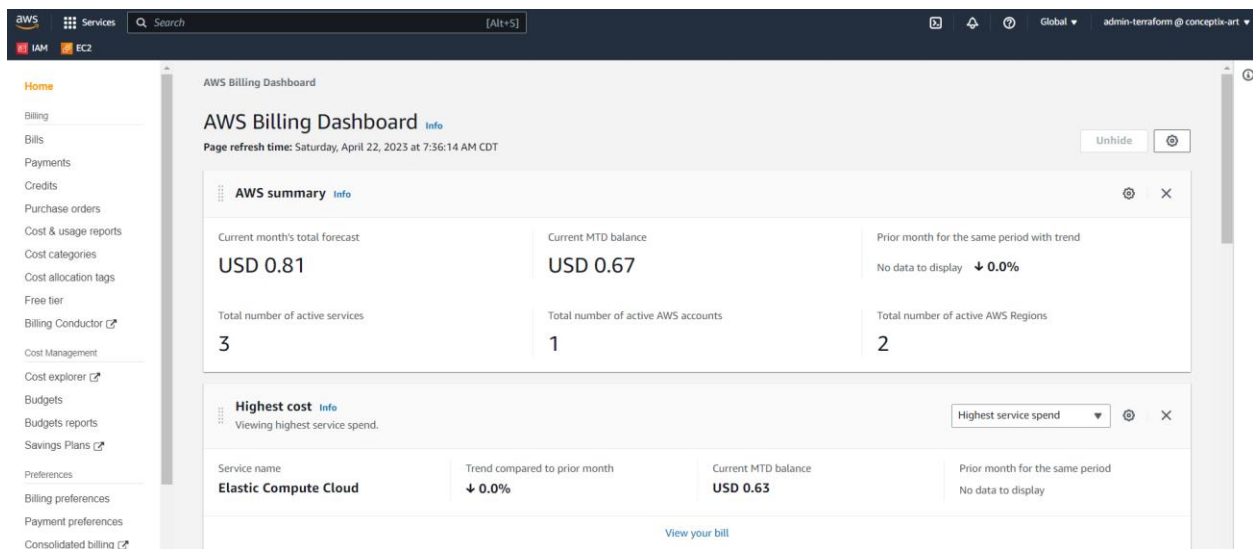 aws
Services
Search
[Alt+S]
Global
admin-terraform @ conceptix-art
IAM
EC2
Home
Billing
Bills
Payments
Credits
Purchase orders
Cost & usage reports
Cost categories
Cost allocation tags
Free tier
Billing Conductor
Cost Management
Cost explorer
Budgets
Budgets reports
Savings Plans
Preferences
Billing preferences
Payment preferences
Consolidated billing
AWS Billing Dashboard
AWS Billing Dashboard Info
Page refresh time: Saturday, April 22, 2023 at 7:36:14 AM CDT
Unhide
AWS summary Info
Current month's total forecast
USD 0.81
Current MTD balance
USD 0.67
Prior month for the same period with trend
No data to display ↓ 0.0%
Total number of active services
3
Total number of active AWS accounts
1
Total number of active AWS Regions
2
Highest cost Info
Viewing highest service spend.
Highest service spend
Service name
Elastic Compute Cloud
Trend compared to prior month
↓ 0.0%
Current MTD balance
USD 0.63
Prior month for the same period
No data to display
View your bill